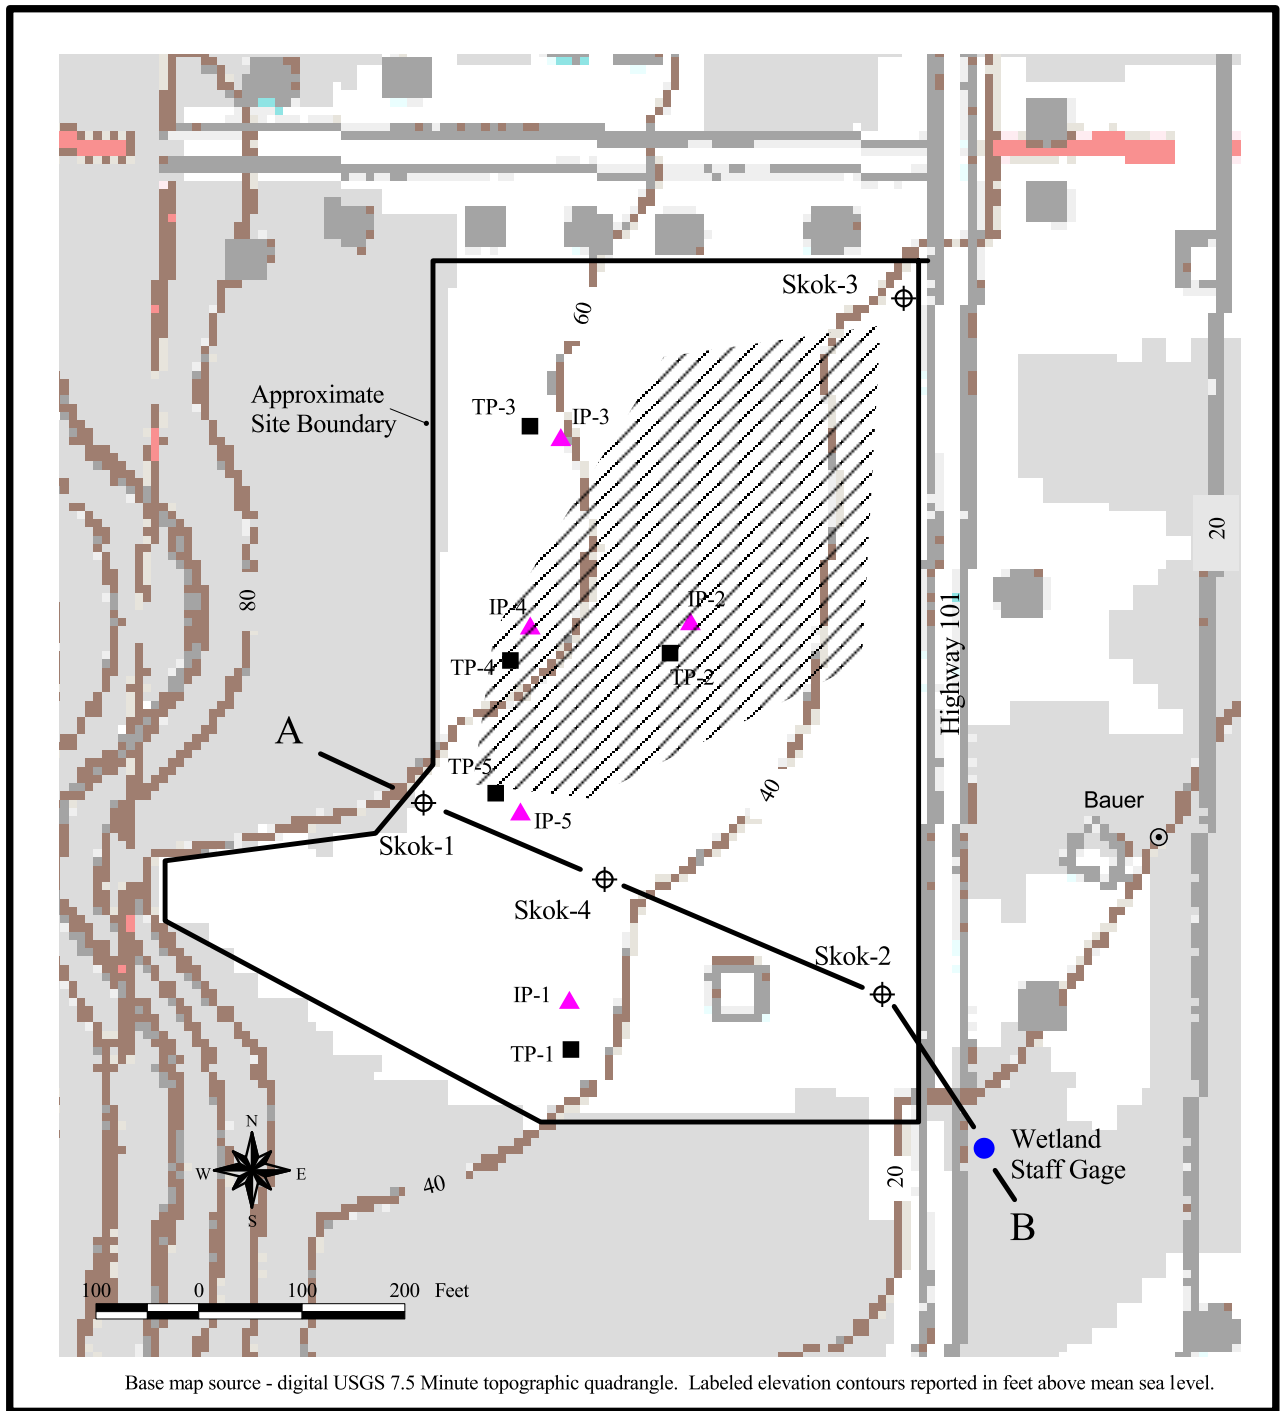 Skok-3
60
Approximate
Site Boundary
TP-3
IP-3
20
80
IP-4
IP-2
TP-4
TP-2
Highway 101
A
TP-5
40
IP-5
Bauer
Skok-1
Skok-4
Skok-2
IP-1
TP-1
N
W
E
S
Wetland
Staff Gage
40
20
B
100 0 100 200 Feet
Base map source - digital USGS 7.5 Minute topographic quadrangle. Labeled elevation contours reported in feet above mean sea level.